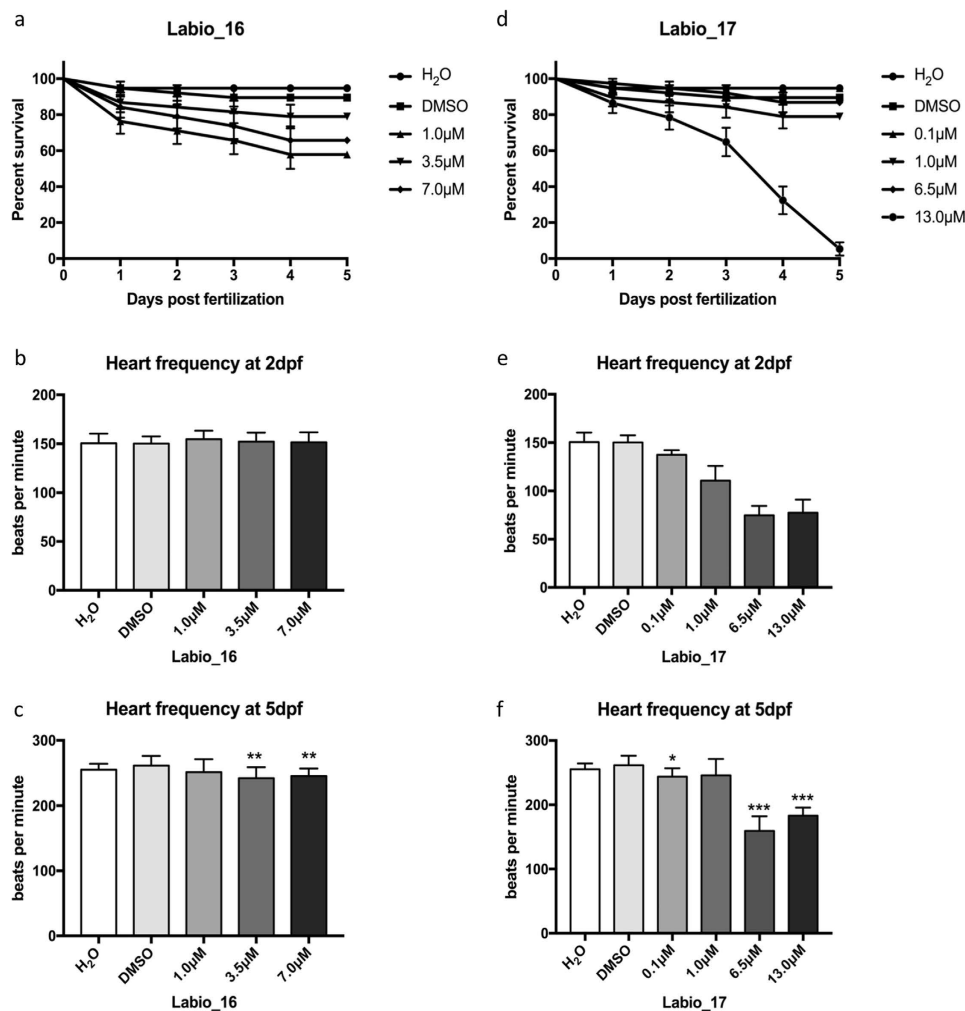 a
Labio_16
Percent survival
100
80
60
40
20
0
0 1 2 3 4 5
Days post fertilization
H₂O
DMSO
1.0μM
3.5μM
7.0μM
d
Labio_17
Percent survival
100
80
60
40
20
0
0 1 2 3 4 5
Days post fertilization
H₂O
DMSO
0.1μM
1.0μM
6.5μM
13.0μM
b
Heart frequency at 2dpf
beats per minute
200
150
100
50
0
H₂O DMSO 1.0μM 3.5μM 7.0μM
Labio_16
e
Heart frequency at 2dpf
beats per minute
200
150
100
50
0
H₂O DMSO 0.1μM 1.0μM 6.5μM 13.0μM
Labio_17
c
Heart frequency at 5dpf
beats per minute
300
200
100
0
** **
H₂O DMSO 1.0μM 3.5μM 7.0μM
Labio_16
f
Heart frequency at 5dpf
beats per minute
300
200
100
0
* *** ***
H₂O DMSO 0.1μM 1.0μM 6.5μM 13.0μM
Labio_17